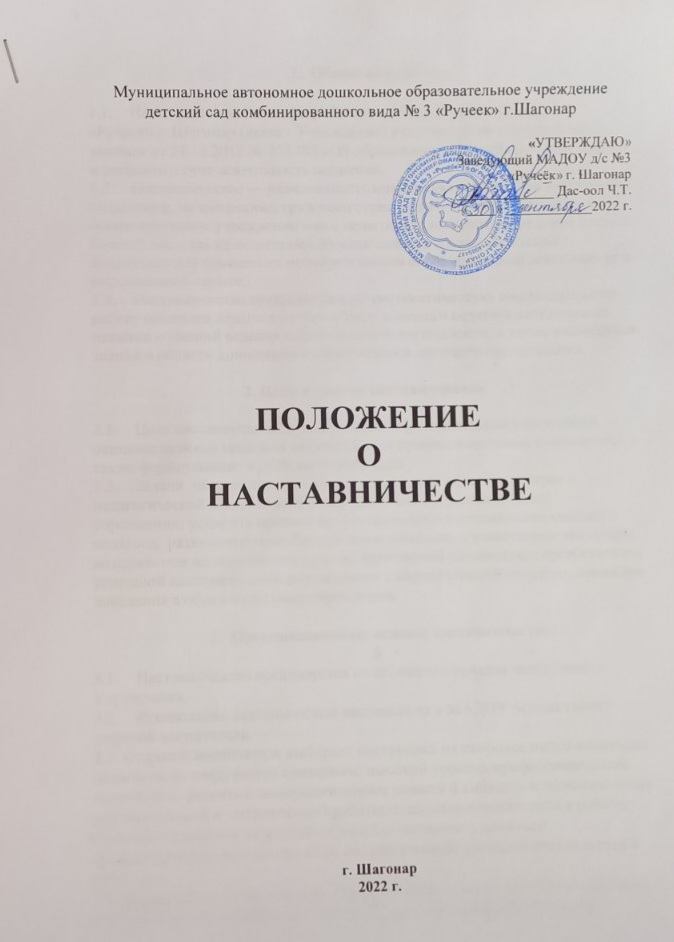 Муниципальное автономное дошкольное образовательное учреждение
детский сад комбинированного вида № 3 «Ручеек» г.Шагонар
«УТВЕРЖДАЮ»
Заведующий МАДОУ д/с №3
«Ручеёк» г. Шагонар
Дас-оол Ч.Т.
«30» сентября 2022 г.
ПОЛОЖЕНИЕ
О
НАСТАВНИЧЕСТВЕ
г. Шагонар
2022 г.